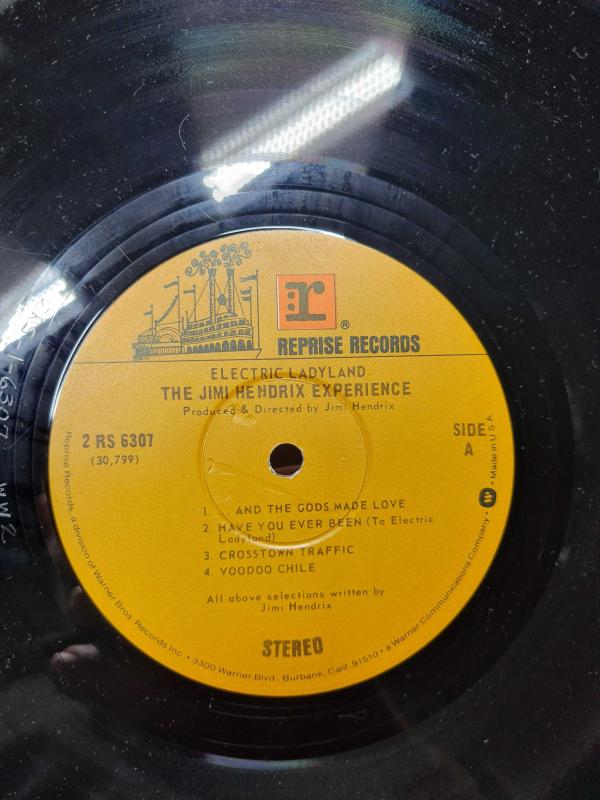 r
®
REPRISE RECORDS
ELECTRIC LADYLAND
THE JIMI HENDRIX EXPERIENCE
Produced & Directed by Jimi Hendrix
2 RS 6307
(30,799)
SIDE
A
1. ... AND THE GODS MADE LOVE
2. HAVE YOU EVER BEEN (To Electric
Ladyland)
3. CROSSTOWN TRAFFIC
4. VOODOO CHILE
All above selections written by
Jimi Hendrix
STEREO
Reprise Records, a division of Warner Bros. Records Inc. • 3300 Warner Blvd., Burbank, Calif. 91510 • a Warner Communications Company • W • Made in U.S.A.
6307 WW2